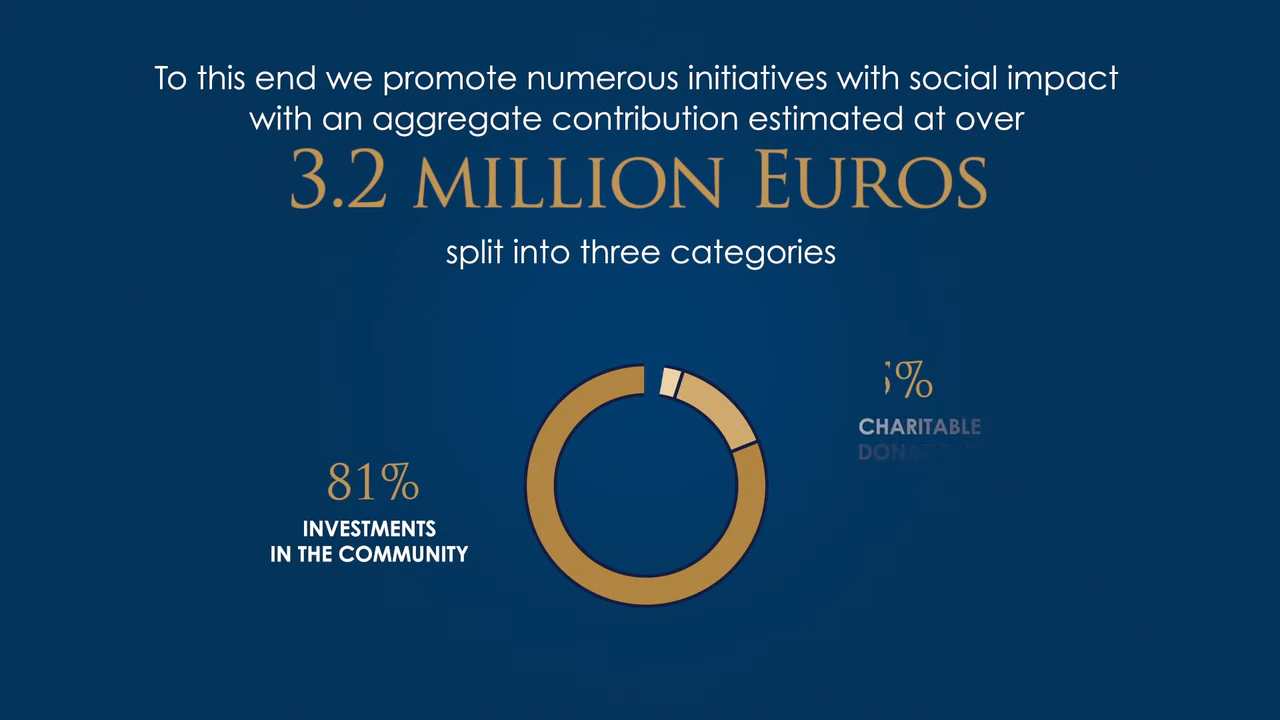 To this end we promote numerous initiatives with social impact
with an aggregate contribution estimated at over
3.2 MILLION EUROS
split into three categories
81%
INVESTMENTS
IN THE COMMUNITY
CHARITABLE